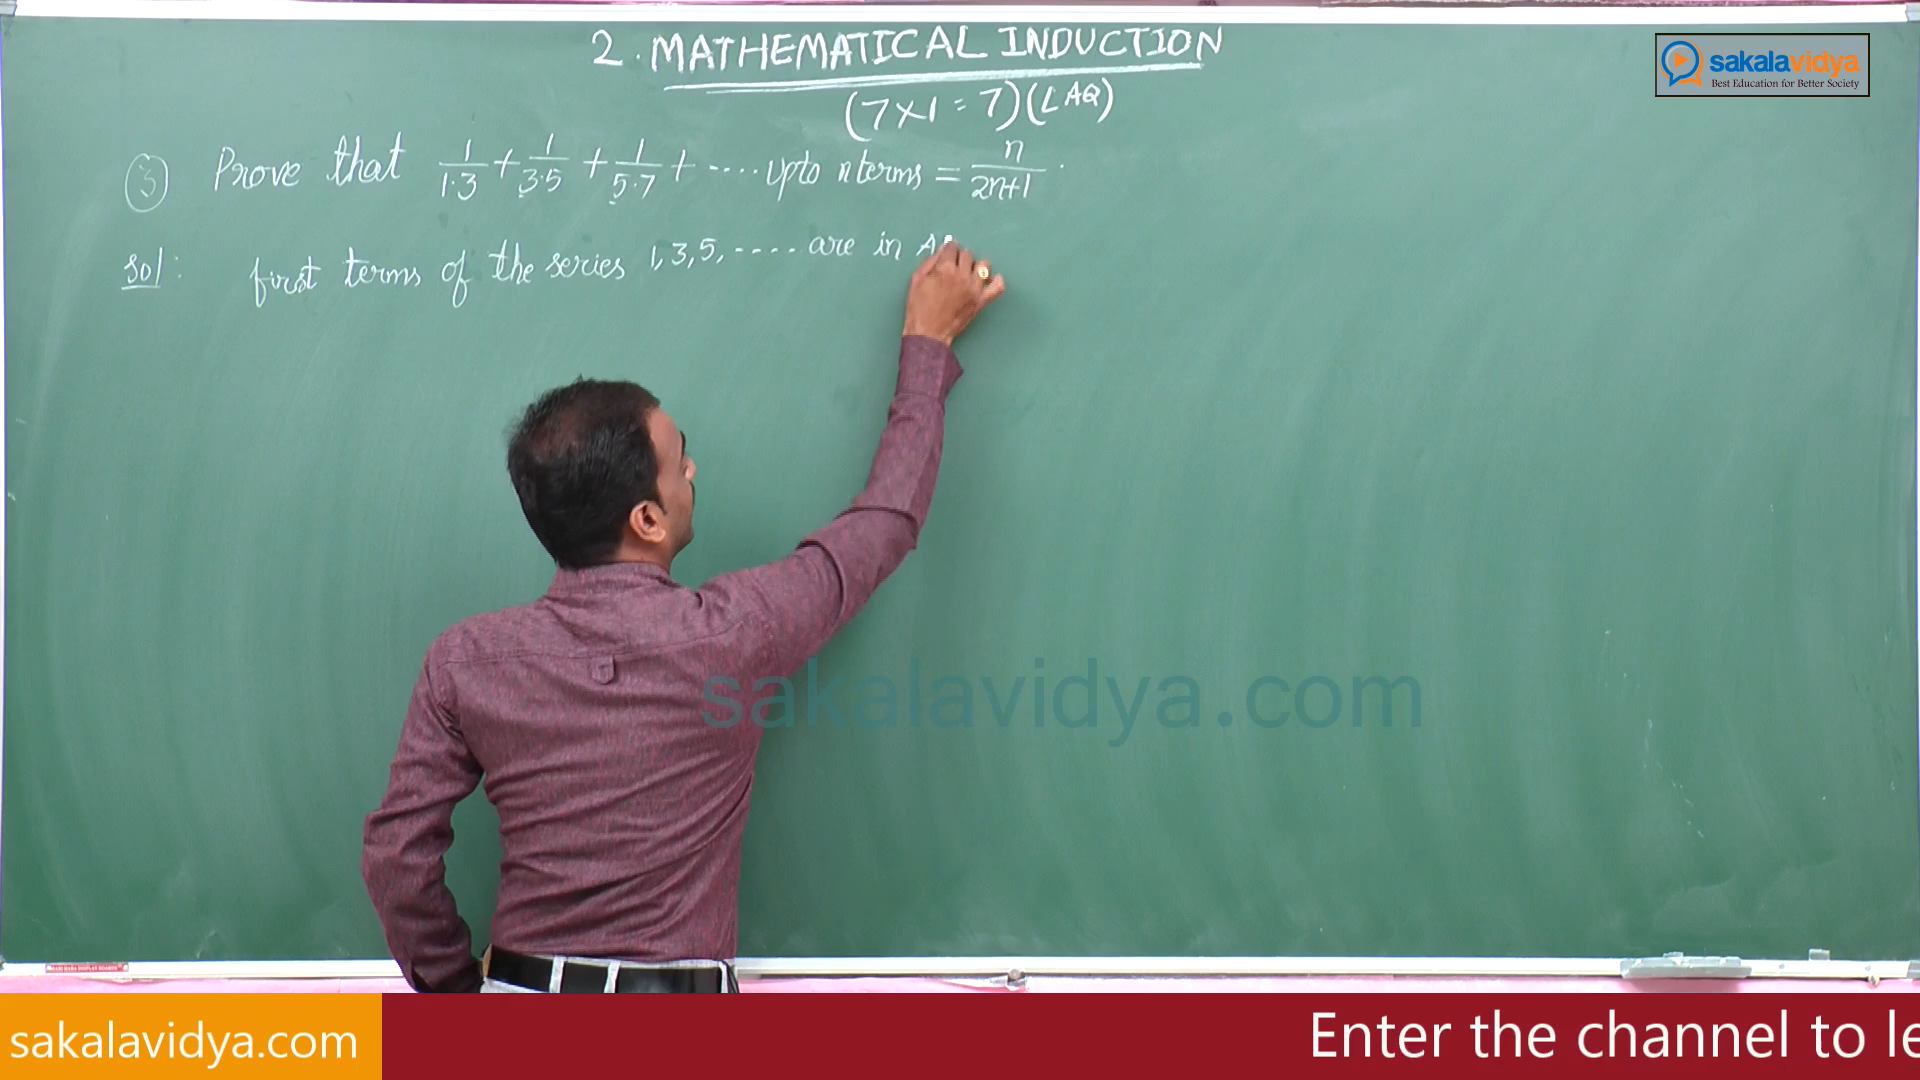 2. MATHEMATICAL INDUCTION
(7×1=7)(LAQ)
sakalavidya
Best Education for Better Society
③ Prove that 1/1·3 + 1/3·5 + 1/5·7 + .... upto n terms = n/2n+1 .
Sol: first terms of the series 1,3,5,---- are in A
sakalavidya.com
sakalavidya.com
Enter the channel to le